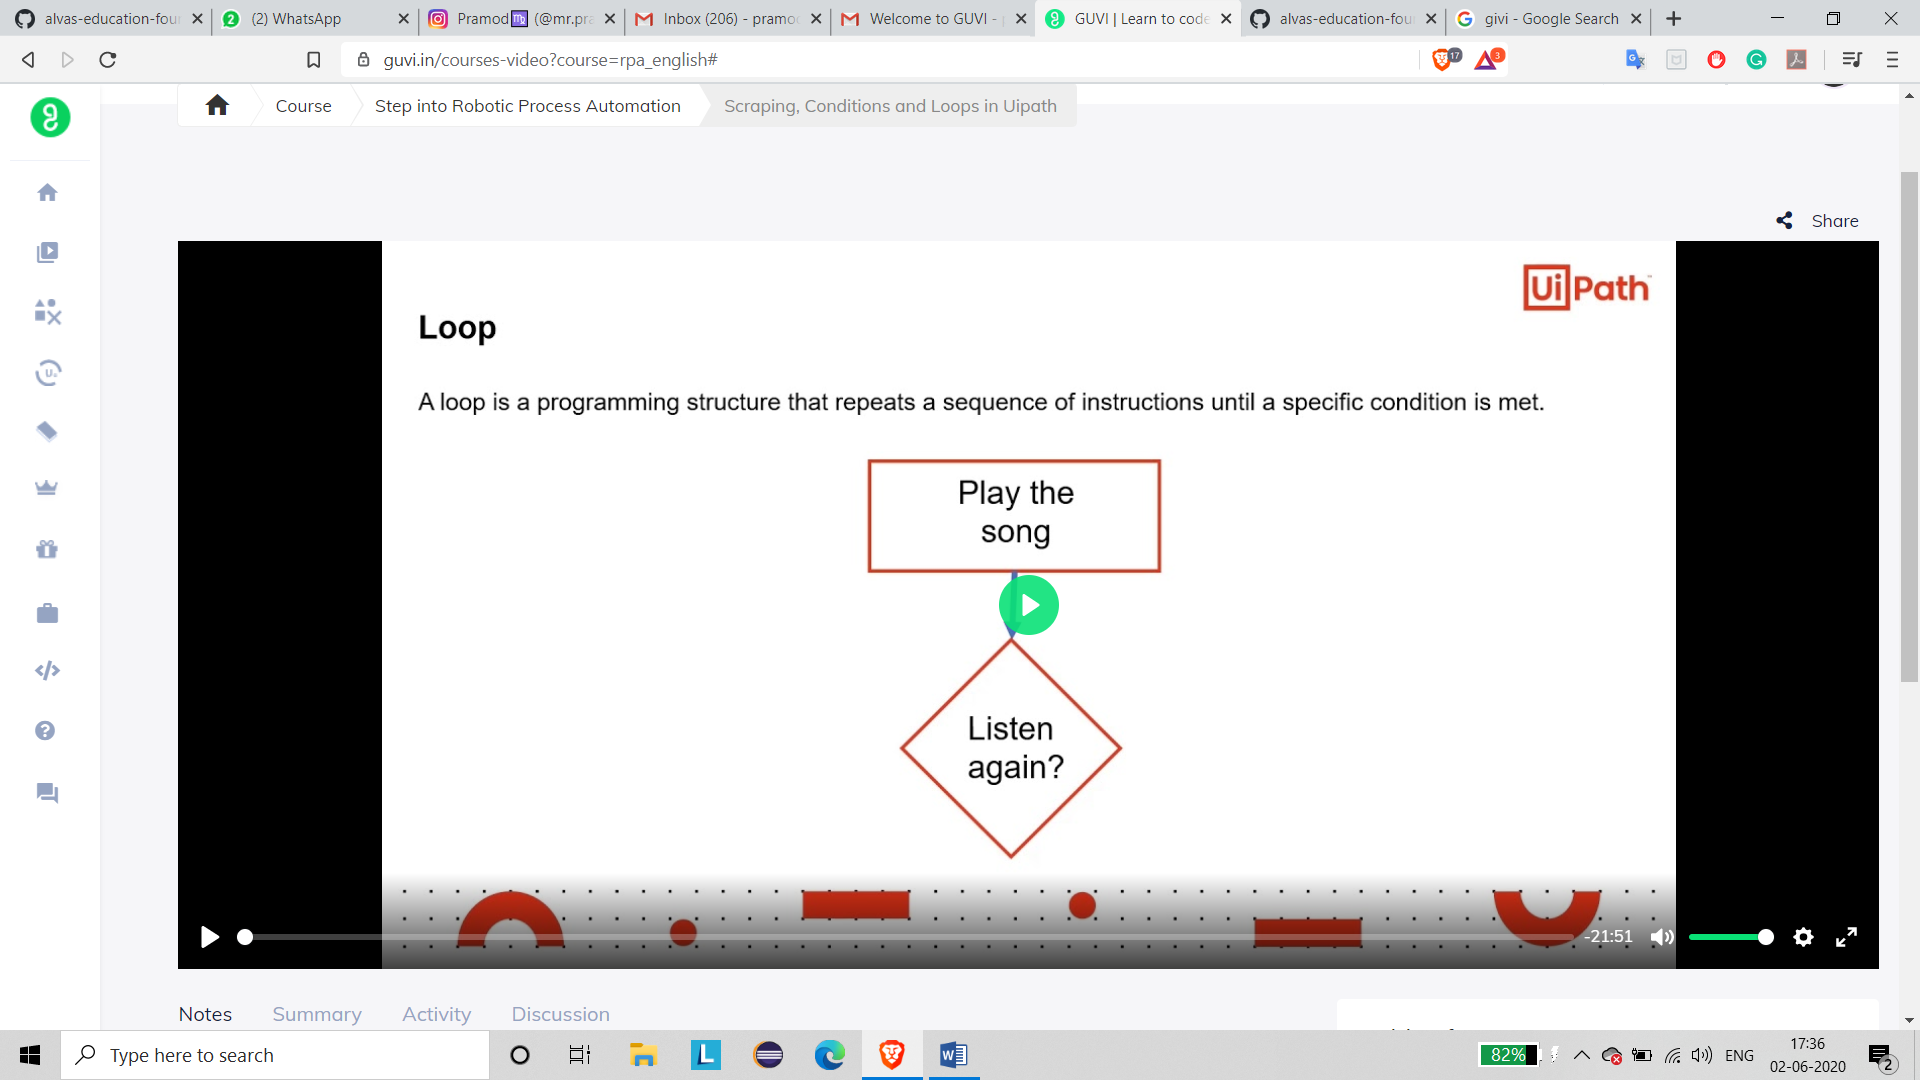 alvas-education-fou
(2) WhatsApp
Pramod (@mr.pra
Inbox (206) - pramo
Welcome to GUVI -
GUVI | Learn to code
alvas-education-fou
givi - Google Search
guvi.in/courses-video?course=rpa_english#
17
3
Course
Step into Robotic Process Automation
Scraping, Conditions and Loops in Uipath
Share
UiPath
Loop
A loop is a programming structure that repeats a sequence of instructions until a specific condition is met.
Play the
song
Listen
again?
-21:51
Notes
Summary
Activity
Discussion
Type here to search
82%
ENG
17:36
02-06-2020
2